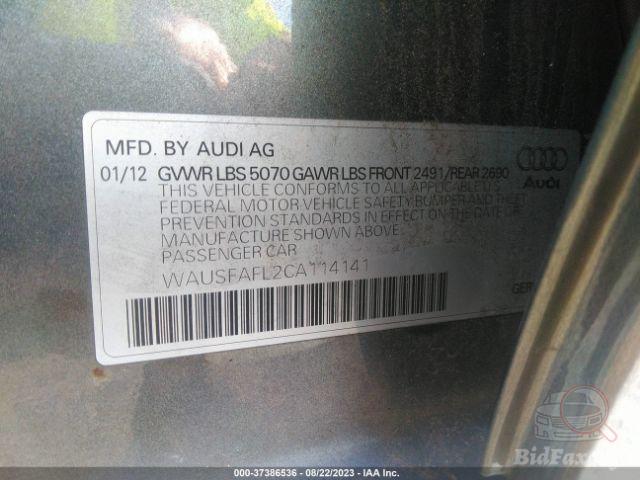 MFD. BY AUDI AG
01/12 GVWR LBS 5070 GAWR LBS FRONT 2491/REAR 2690
THIS VEHICLE CONFORMS TO ALL APPLICABLE U.S
FEDERAL MOTOR VEHICLE SAFETY, BUMPER AND THEFT
PREVENTION STANDARDS IN EFFECT ON THE DATE OF
MANUFACTURE SHOWN ABOVE.
PASSENGER CAR
WAUSFAFL2CA114141
Audi
GER
BidFax
© 37386536 - 08/22/2023 - IAA Inc.